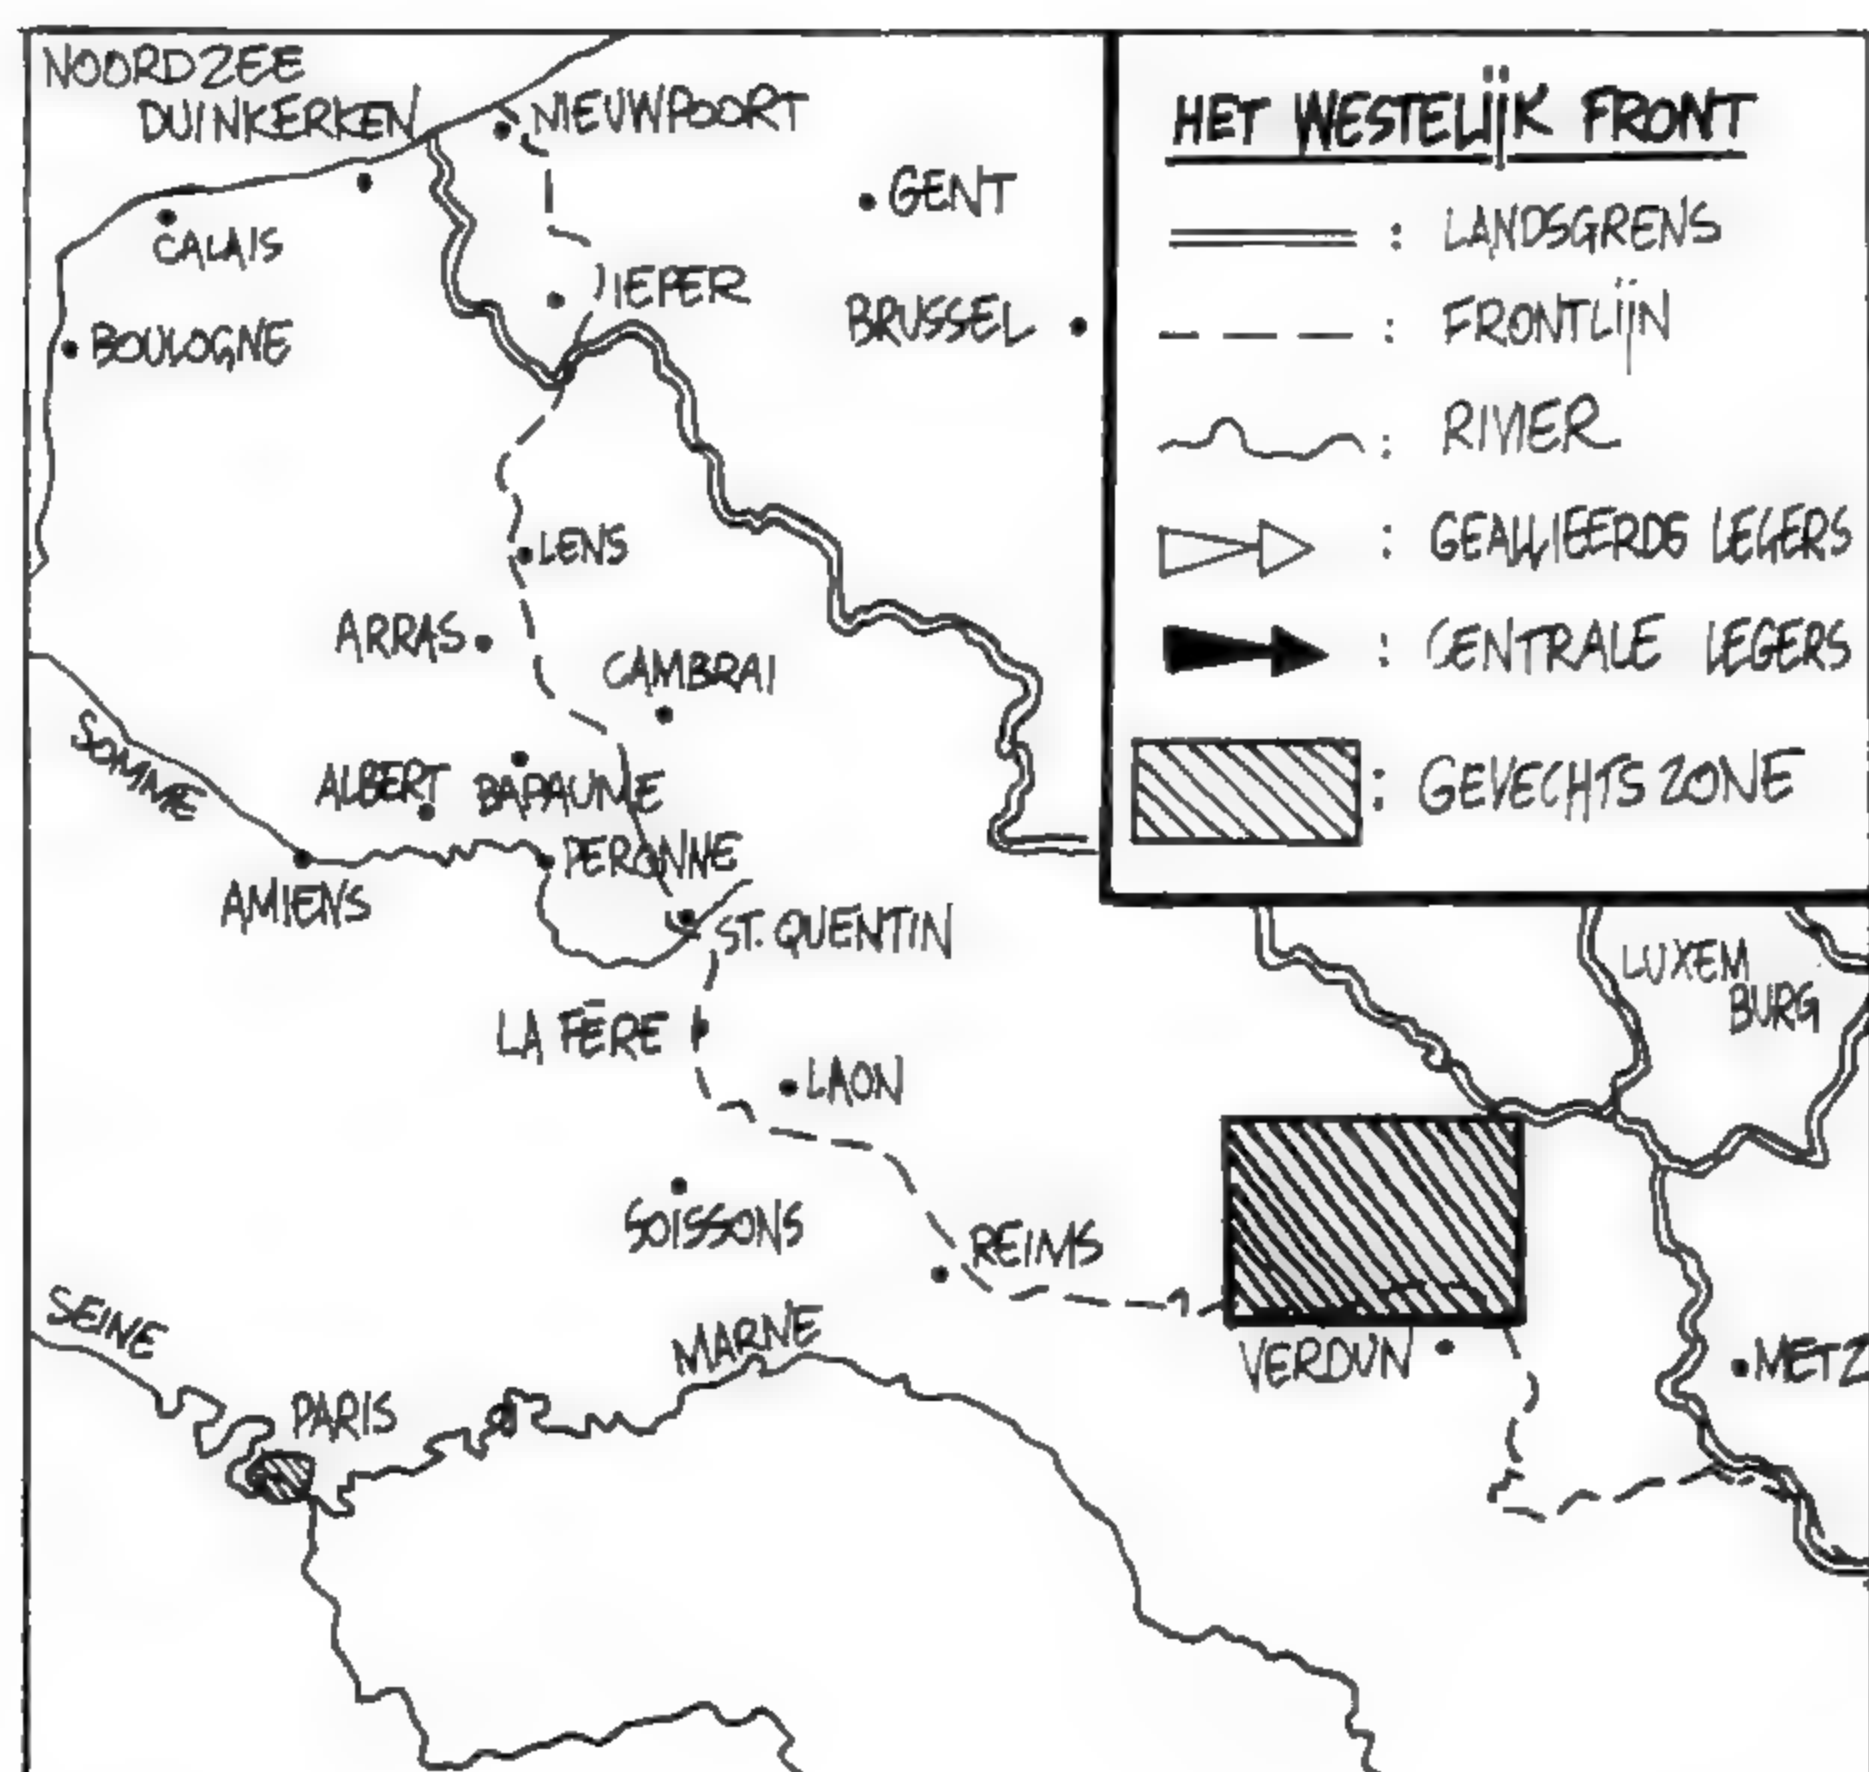 NOORDZEE
DUINKERKEN
NIEUWPOORT
GENT
CALAIS
IEPER
BRUSSEL
BOULOGNE
LENS
ARRAS
CAMBRAI
SOMME
ALBERT
BAPAUME
PERONNE
AMIENS
ST. QUENTIN
LA FERE
LAON
SOISSONS
REIMS
SEINE
MARNE
PARIS
VERDUN
METZ
LUXEM
BURG
HET WESTELIJK FRONT
: LANDSGRENS
: FRONTLIJN
: RIVIER
: GEALLIEERDE LEGERS
: CENTRALE LEGERS
: GEVECHTSZONE